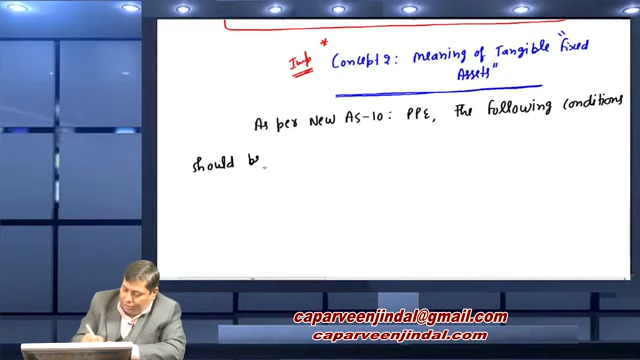 Imp * Concept 2: Meaning of Tangible "Fixed
Assets"
As per New AS-10: PPE, The following conditions
should be
caparveenjindal@gmail.com
caparveenjindal.com